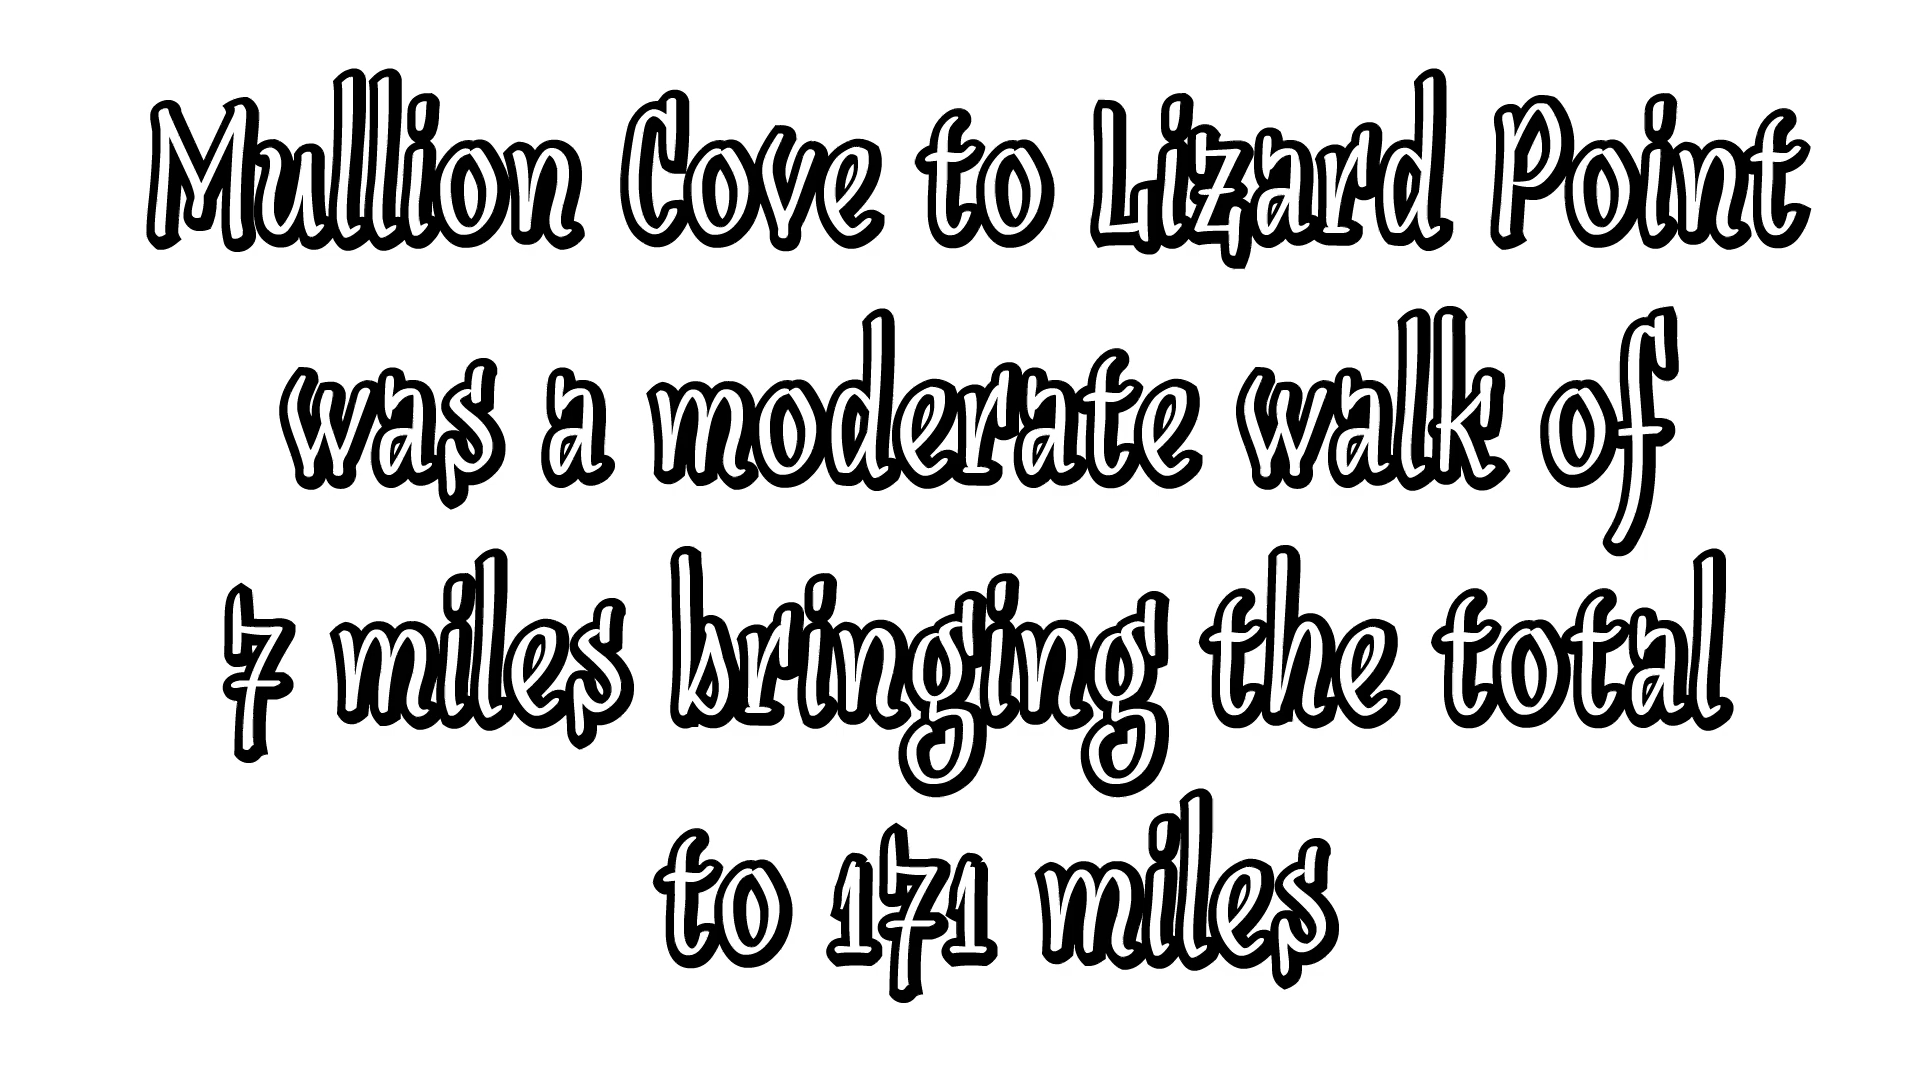 Mullion Cove to Lizard Point
was a moderate walk of
7 miles bringing the total
to 171 miles